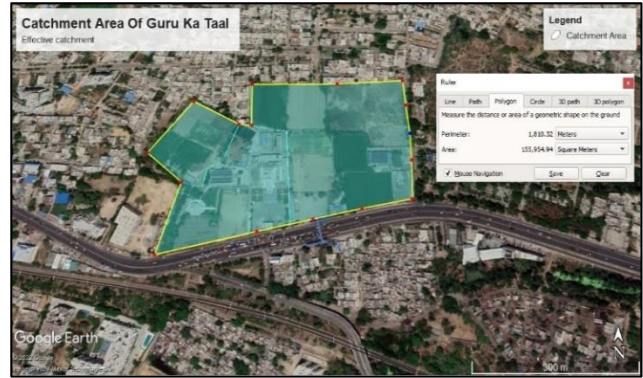 Catchment Area Of Guru Ka Taal
Effective catchment
Legend
Catchment Area
Ruler
Line Path Polygon Circle 3D path 3D polygon
Measure the distance or area of a geometric shape on the ground
Perimeter: 1,810.32 Meters
Area: 155,954.94 Square Meters
Mouse Navigation Save Clear
Google Earth
N
300 m